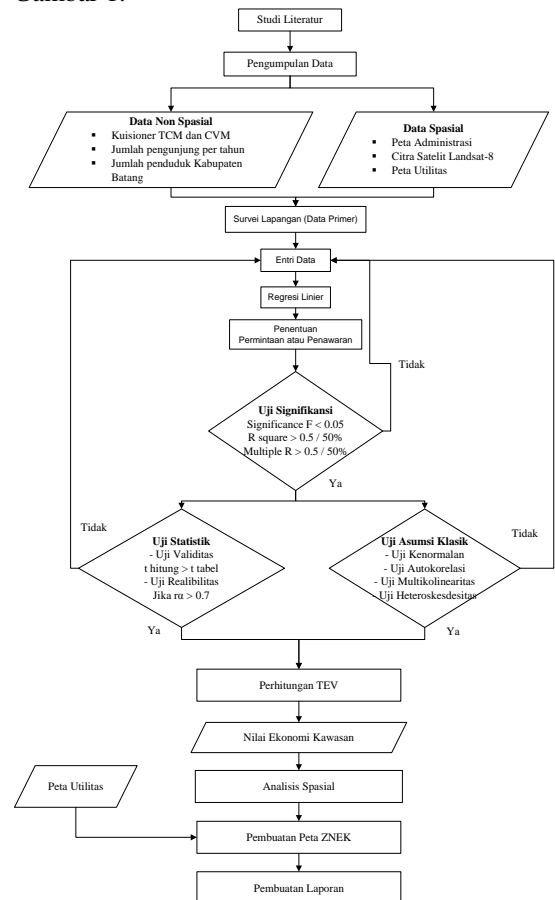 Gambar 1.
Studi Literatur
Pengumpulan Data
Data Non Spasial
▪ Kuisioner TCM dan CVM
▪ Jumlah pengunjung per tahun
▪ Jumlah penduduk Kabupaten
Batang
Data Spasial
▪ Peta Administrasi
▪ Citra Satelit Landsat-8
▪ Peta Utilitas
Survei Lapangan (Data Primer)
Entri Data
Regresi Linier
Penentuan
Permintaan atau Penawaran
Tidak
Uji Signifikansi
Significance F < 0.05
R square > 0.5 / 50%
Multiple R > 0.5 / 50%
Ya
Tidak
Uji Statistik
- Uji Validitas
t hitung > t tabel
- Uji Realibilitas
Jika rα > 0.7
Ya
Uji Asumsi Klasik
- Uji Kenormalan
- Uji Autokorelasi
- Uji Multikolinearitas
- Uji Heteroskesdesitas
Tidak
Ya
Perhitungan TEV
Nilai Ekonomi Kawasan
Peta Utilitas
Analisis Spasial
Pembuatan Peta ZNEK
Pembuatan Laporan